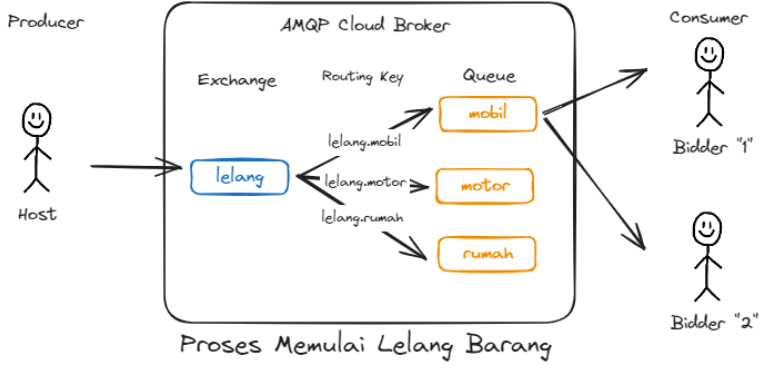 Producer
AMQP Cloud Broker
Consumer
Exchange
Routing Key
Queue
mobil
lelang.mobil
Bidder "1"
lelang
lelang.motor
motor
Host
lelang.rumah
rumah
Bidder "2"
Proses Memulai Lelang Barang